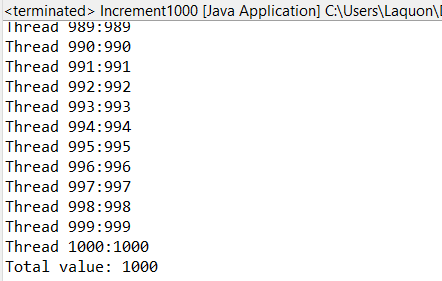 <terminated> Increment1000 [Java Application] C:\Users\Laquon\
Thread 989:989
Thread 990:990
Thread 991:991
Thread 992:992
Thread 993:993
Thread 994:994
Thread 995:995
Thread 996:996
Thread 997:997
Thread 998:998
Thread 999:999
Thread 1000:1000
Total value: 1000